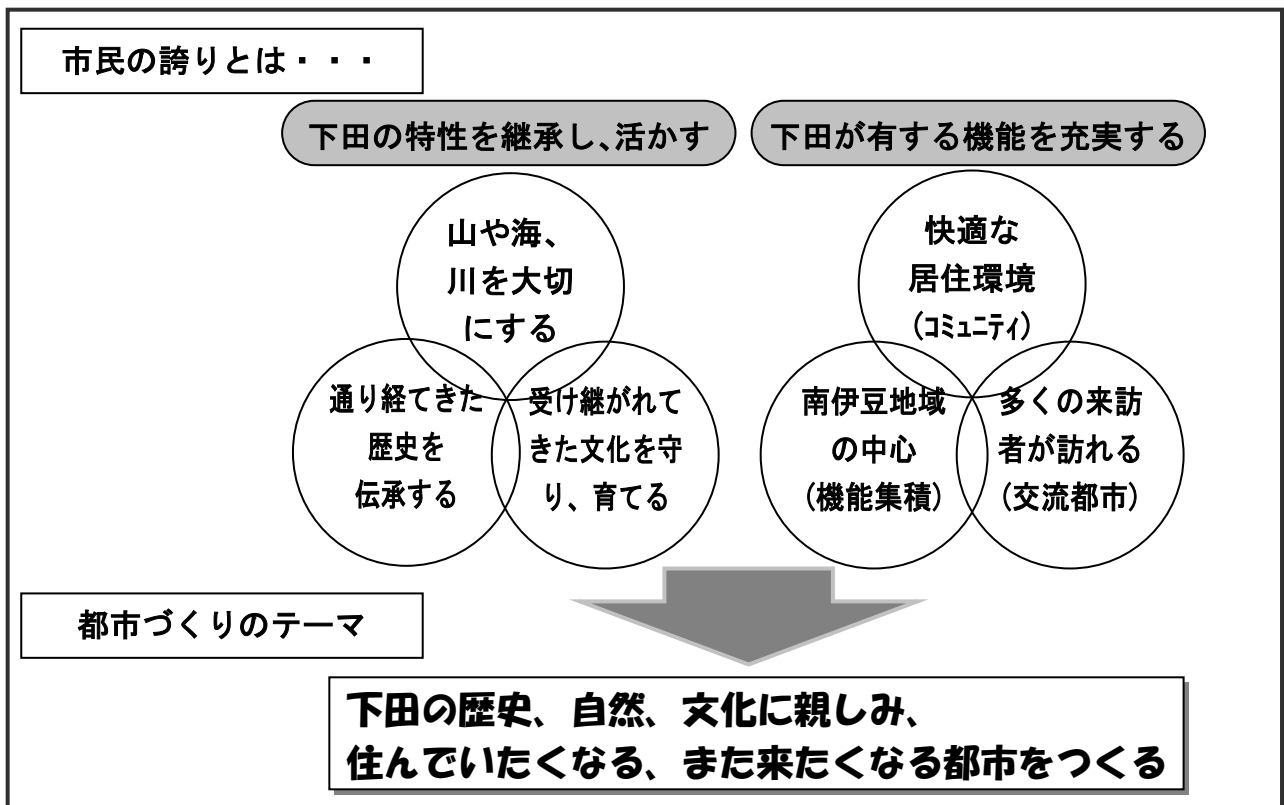 市民の誇りとは・・・
下田の特性を継承し、活かす
下田が有する機能を充実する
山や海、
川を大切
にする
通り経てきた
歴史を
伝承する
受け継がれて
きた文化を守
り、育てる
快適な
居住環境
(ｺﾐｭﾆﾃｨ)
南伊豆地域
の中心
(機能集積)
多くの来訪
者が訪れる
(交流都市)
都市づくりのテーマ
下田の歴史、自然、文化に親しみ、
住んでいたくなる、また来たくなる都市をつくる